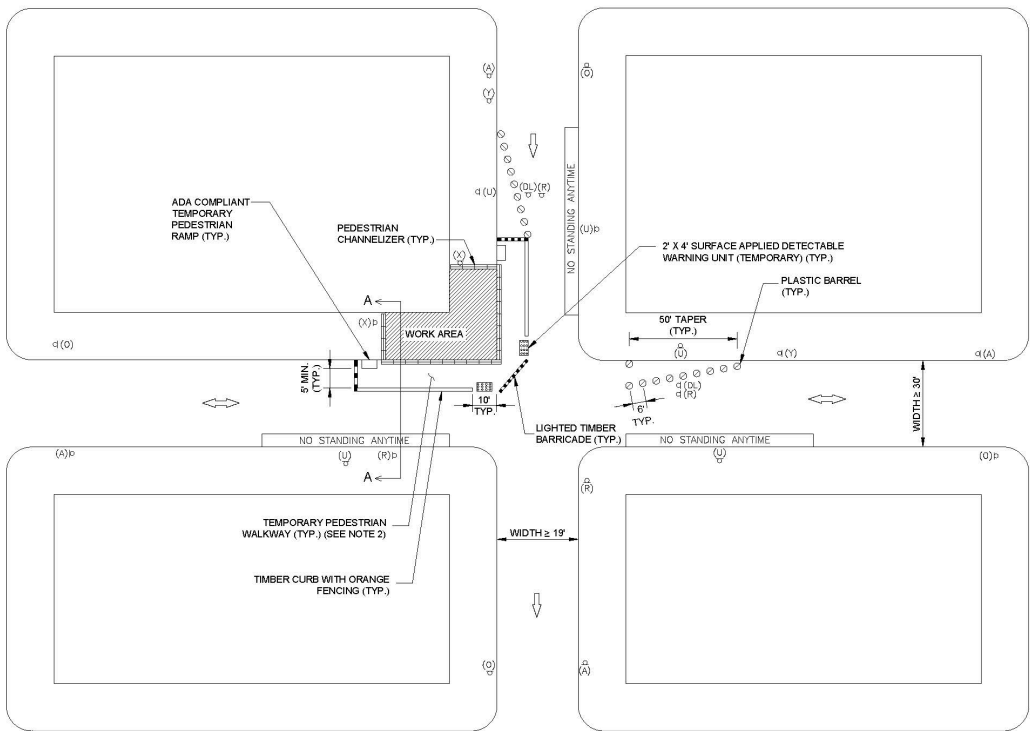 (A)
(Y)
(O)
ADA COMPLIANT
TEMPORARY
PEDESTRIAN
RAMP (TYP.)
PEDESTRIAN
CHANNELIZER (TYP.)
(U)
(DL)(R)
NO STANDING ANYTIME
(U)
2' X 4' SURFACE APPLIED DETECTABLE
WARNING UNIT (TEMPORARY) (TYP.)
(X)
PLASTIC BARREL
(TYP.)
A
(X)
WORK AREA
50' TAPER
(TYP.)
(O)
(U)
(Y)
(A)
5' MIN.
(TYP.)
(DL)
(R)
10'
TYP.
6'
TYP.
WIDTH ≥ 30'
LIGHTED TIMBER
BARRICADE (TYP.)
NO STANDING ANYTIME
NO STANDING ANYTIME
(A)
(U)
(R)
(U)
(O)
A
(R)
TEMPORARY PEDESTRIAN
WALKWAY (TYP.) (SEE NOTE 2)
WIDTH ≥ 19'
TIMBER CURB WITH ORANGE
FENCING (TYP.)
(O)
(A)